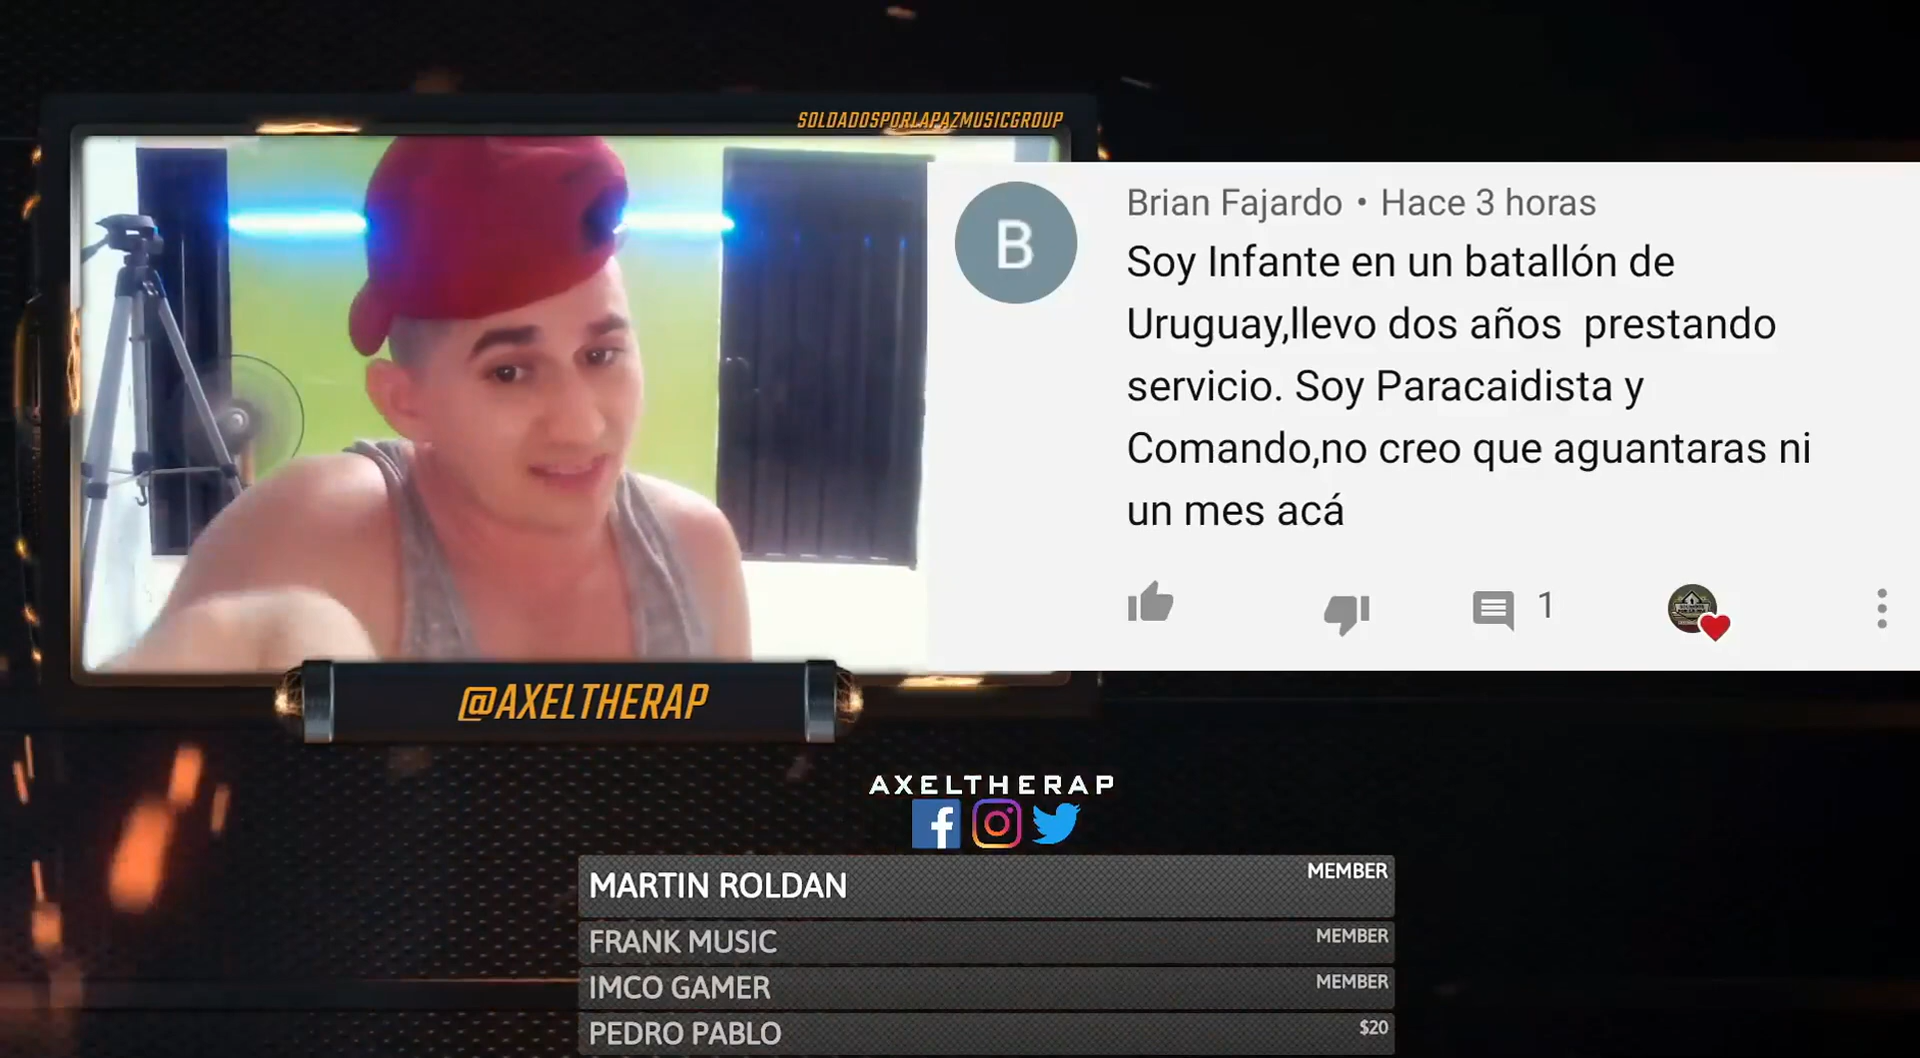 SOLDADOSPORLAPAZMUSICGROUP
B
Brian Fajardo • Hace 3 horas
Soy Infante en un batallón de
Uruguay,llevo dos años  prestando
servicio. Soy Paracaidista y
Comando,no creo que aguantaras ni
un mes acá
1
@AXELTHERAP
AXELTHERAP
MARTIN ROLDAN MEMBER
FRANK MUSIC MEMBER
IMCO GAMER MEMBER
PEDRO PABLO $20